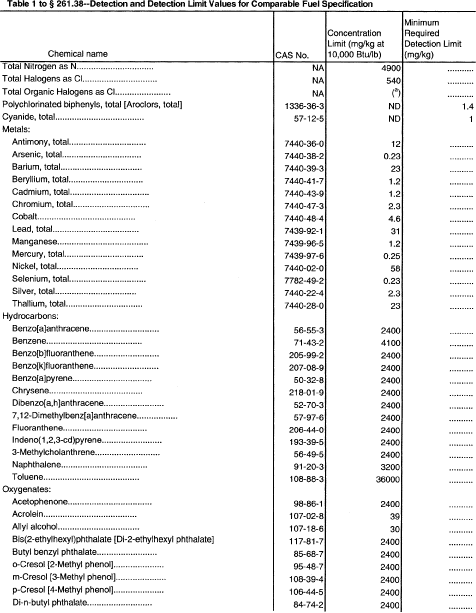 Table 1 to § 261.38--Detection and Detection Limit Values for Comparable Fuel Specification
Chemical name CAS No. Concentration Limit (mg/kg at 10,000 Btu/lb) Minimum Required Detection Limit (mg/kg)
Total Nitrogen as N........................ NA 4900 ..........
Total Halogens as Cl....................... NA 540 ..........
Total Organic Halogens as Cl............... NA (a) ..........
Polychlorinated biphenyls, total [Aroclors, total] 1336-36-3 ND 1.4
Cyanide, total............................. 57-12-5 ND 1
Metals:
Antimony, total........................ 7440-36-0 12 ..........
Arsenic, total......................... 7440-38-2 0.23 ..........
Barium, total.......................... 7440-39-3 23 ..........
Beryllium, total....................... 7440-41-7 1.2 ..........
Cadmium, total......................... 7440-43-9 1.2 ..........
Chromium, total........................ 7440-47-3 2.3 ..........
Cobalt................................. 7440-48-4 4.6 ..........
Lead, total............................ 7439-92-1 31 ..........
Manganese.............................. 7439-96-5 1.2 ..........
Mercury, total......................... 7439-97-6 0.25 ..........
Nickel, total.......................... 7440-02-0 58 ..........
Selenium, total........................ 7782-49-2 0.23 ..........
Silver, total.......................... 7440-22-4 2.3 ..........
Thallium, total........................ 7440-28-0 23 ..........
Hydrocarbons:
Benzo[a]anthracene..................... 56-55-3 2400 ..........
Benzene................................ 71-43-2 4100 ..........
Benzo[b]fluoranthene................... 205-99-2 2400 ..........
Benzo[k]fluoranthene................... 207-08-9 2400 ..........
Benzo[a]pyrene......................... 50-32-8 2400 ..........
Chrysene............................... 218-01-9 2400 ..........
Dibenzo[a,h]anthracene................. 52-70-3 2400 ..........
7,12-Dimethylbenz[a]anthracene......... 57-97-6 2400 ..........
Fluoranthene........................... 206-44-0 2400 ..........
Indeno(1,2,3-cd)pyrene................. 193-39-5 2400 ..........
3-Methylcholanthrene................... 56-49-5 2400 ..........
Naphthalene............................ 91-20-3 3200 ..........
Toluene................................ 108-88-3 36000 ..........
Oxygenates:
Acetophenone........................... 98-86-1 2400 ..........
Acrolein............................... 107-02-8 39 ..........
Allyl alcohol.......................... 107-18-6 30 ..........
Bis(2-ethylhexyl)phthalate [Di-2-ethylhexyl phthalate] 117-81-7 2400 ..........
Butyl benzyl phthalate................. 85-68-7 2400 ..........
o-Cresol [2-Methyl phenol]............. 95-48-7 2400 ..........
m-Cresol [3-Methyl phenol]............. 108-39-4 2400 ..........
p-Cresol [4-Methyl phenol]............. 106-44-5 2400 ..........
Di-n-butyl phthalate................... 84-74-2 2400 ..........